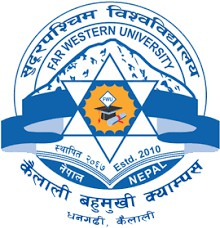 सुदूरपश्चिम विश्वविद्यालय
FAR WESTERN UNIVERSITY
FWU
स्थापित २०६७ Estd. 2010
नेपाल NEPAL
कैलाली बहुमुखी क्याम्पस
धनगढी, कैलाली